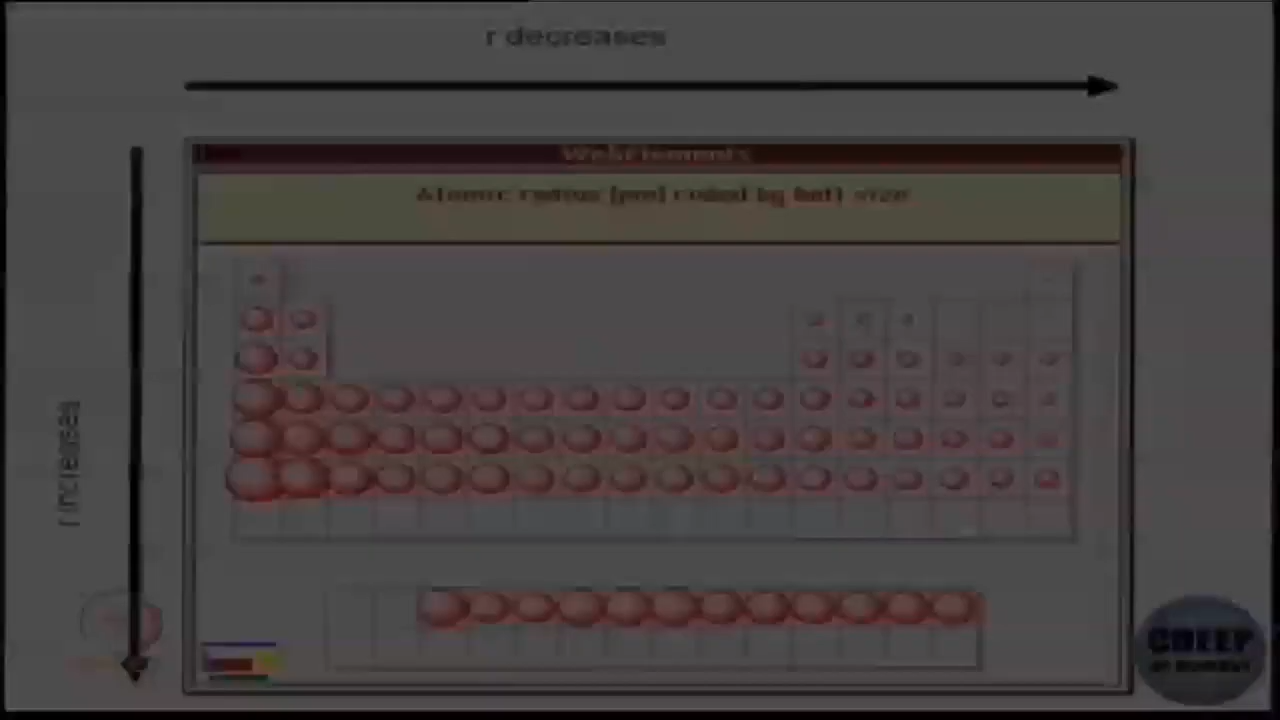 r decreases
WebElements
Atomic radius [pm] coded by ball size
r increases